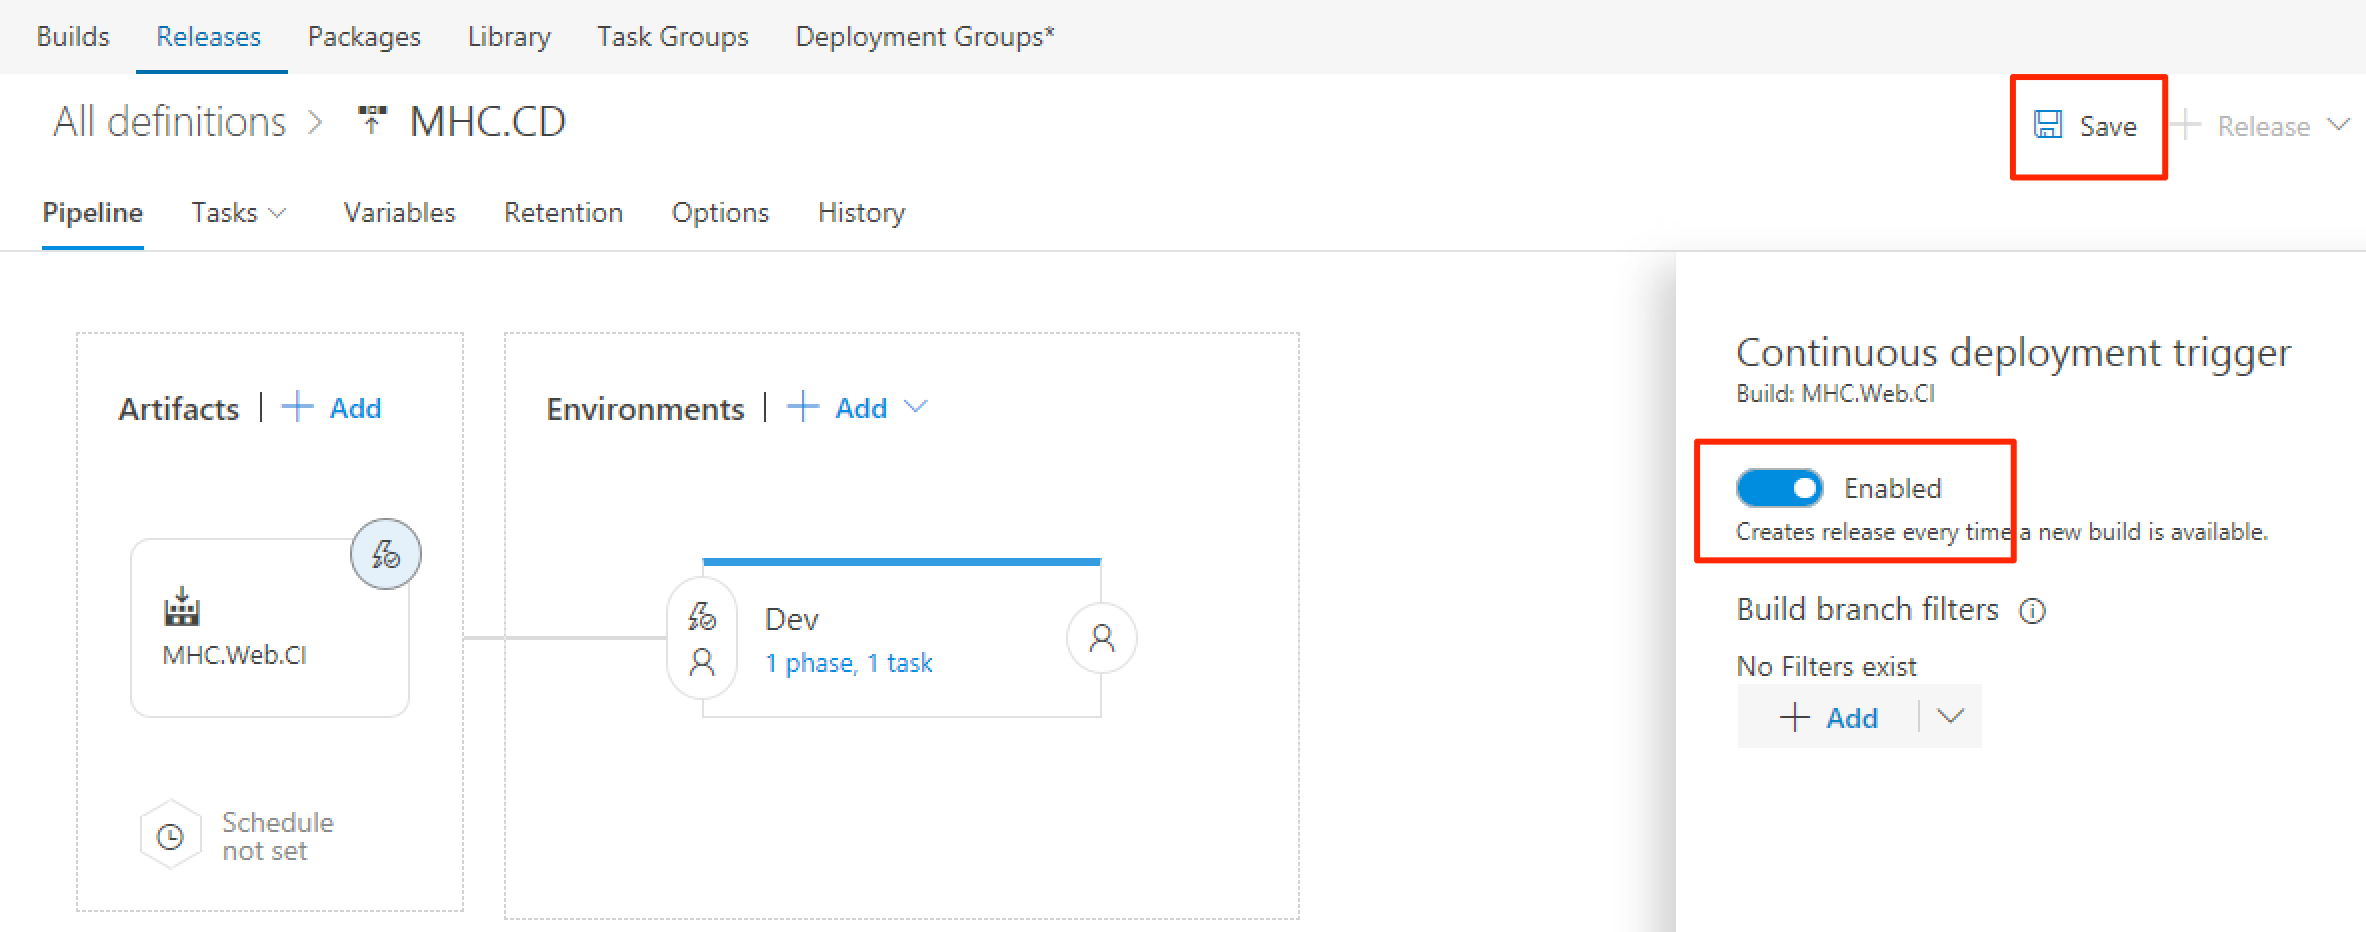 Builds Releases Packages Library Task Groups Deployment Groups*
All definitions > MHC.CD
Save + Release
Pipeline Tasks Variables Retention Options History
Artifacts | + Add
Environments | + Add
MHC.Web.CI
Schedule
not set
Dev
1 phase, 1 task
Continuous deployment trigger
Build: MHC.Web.CI
Enabled
Creates release every time a new build is available.
Build branch filters
No Filters exist
+ Add